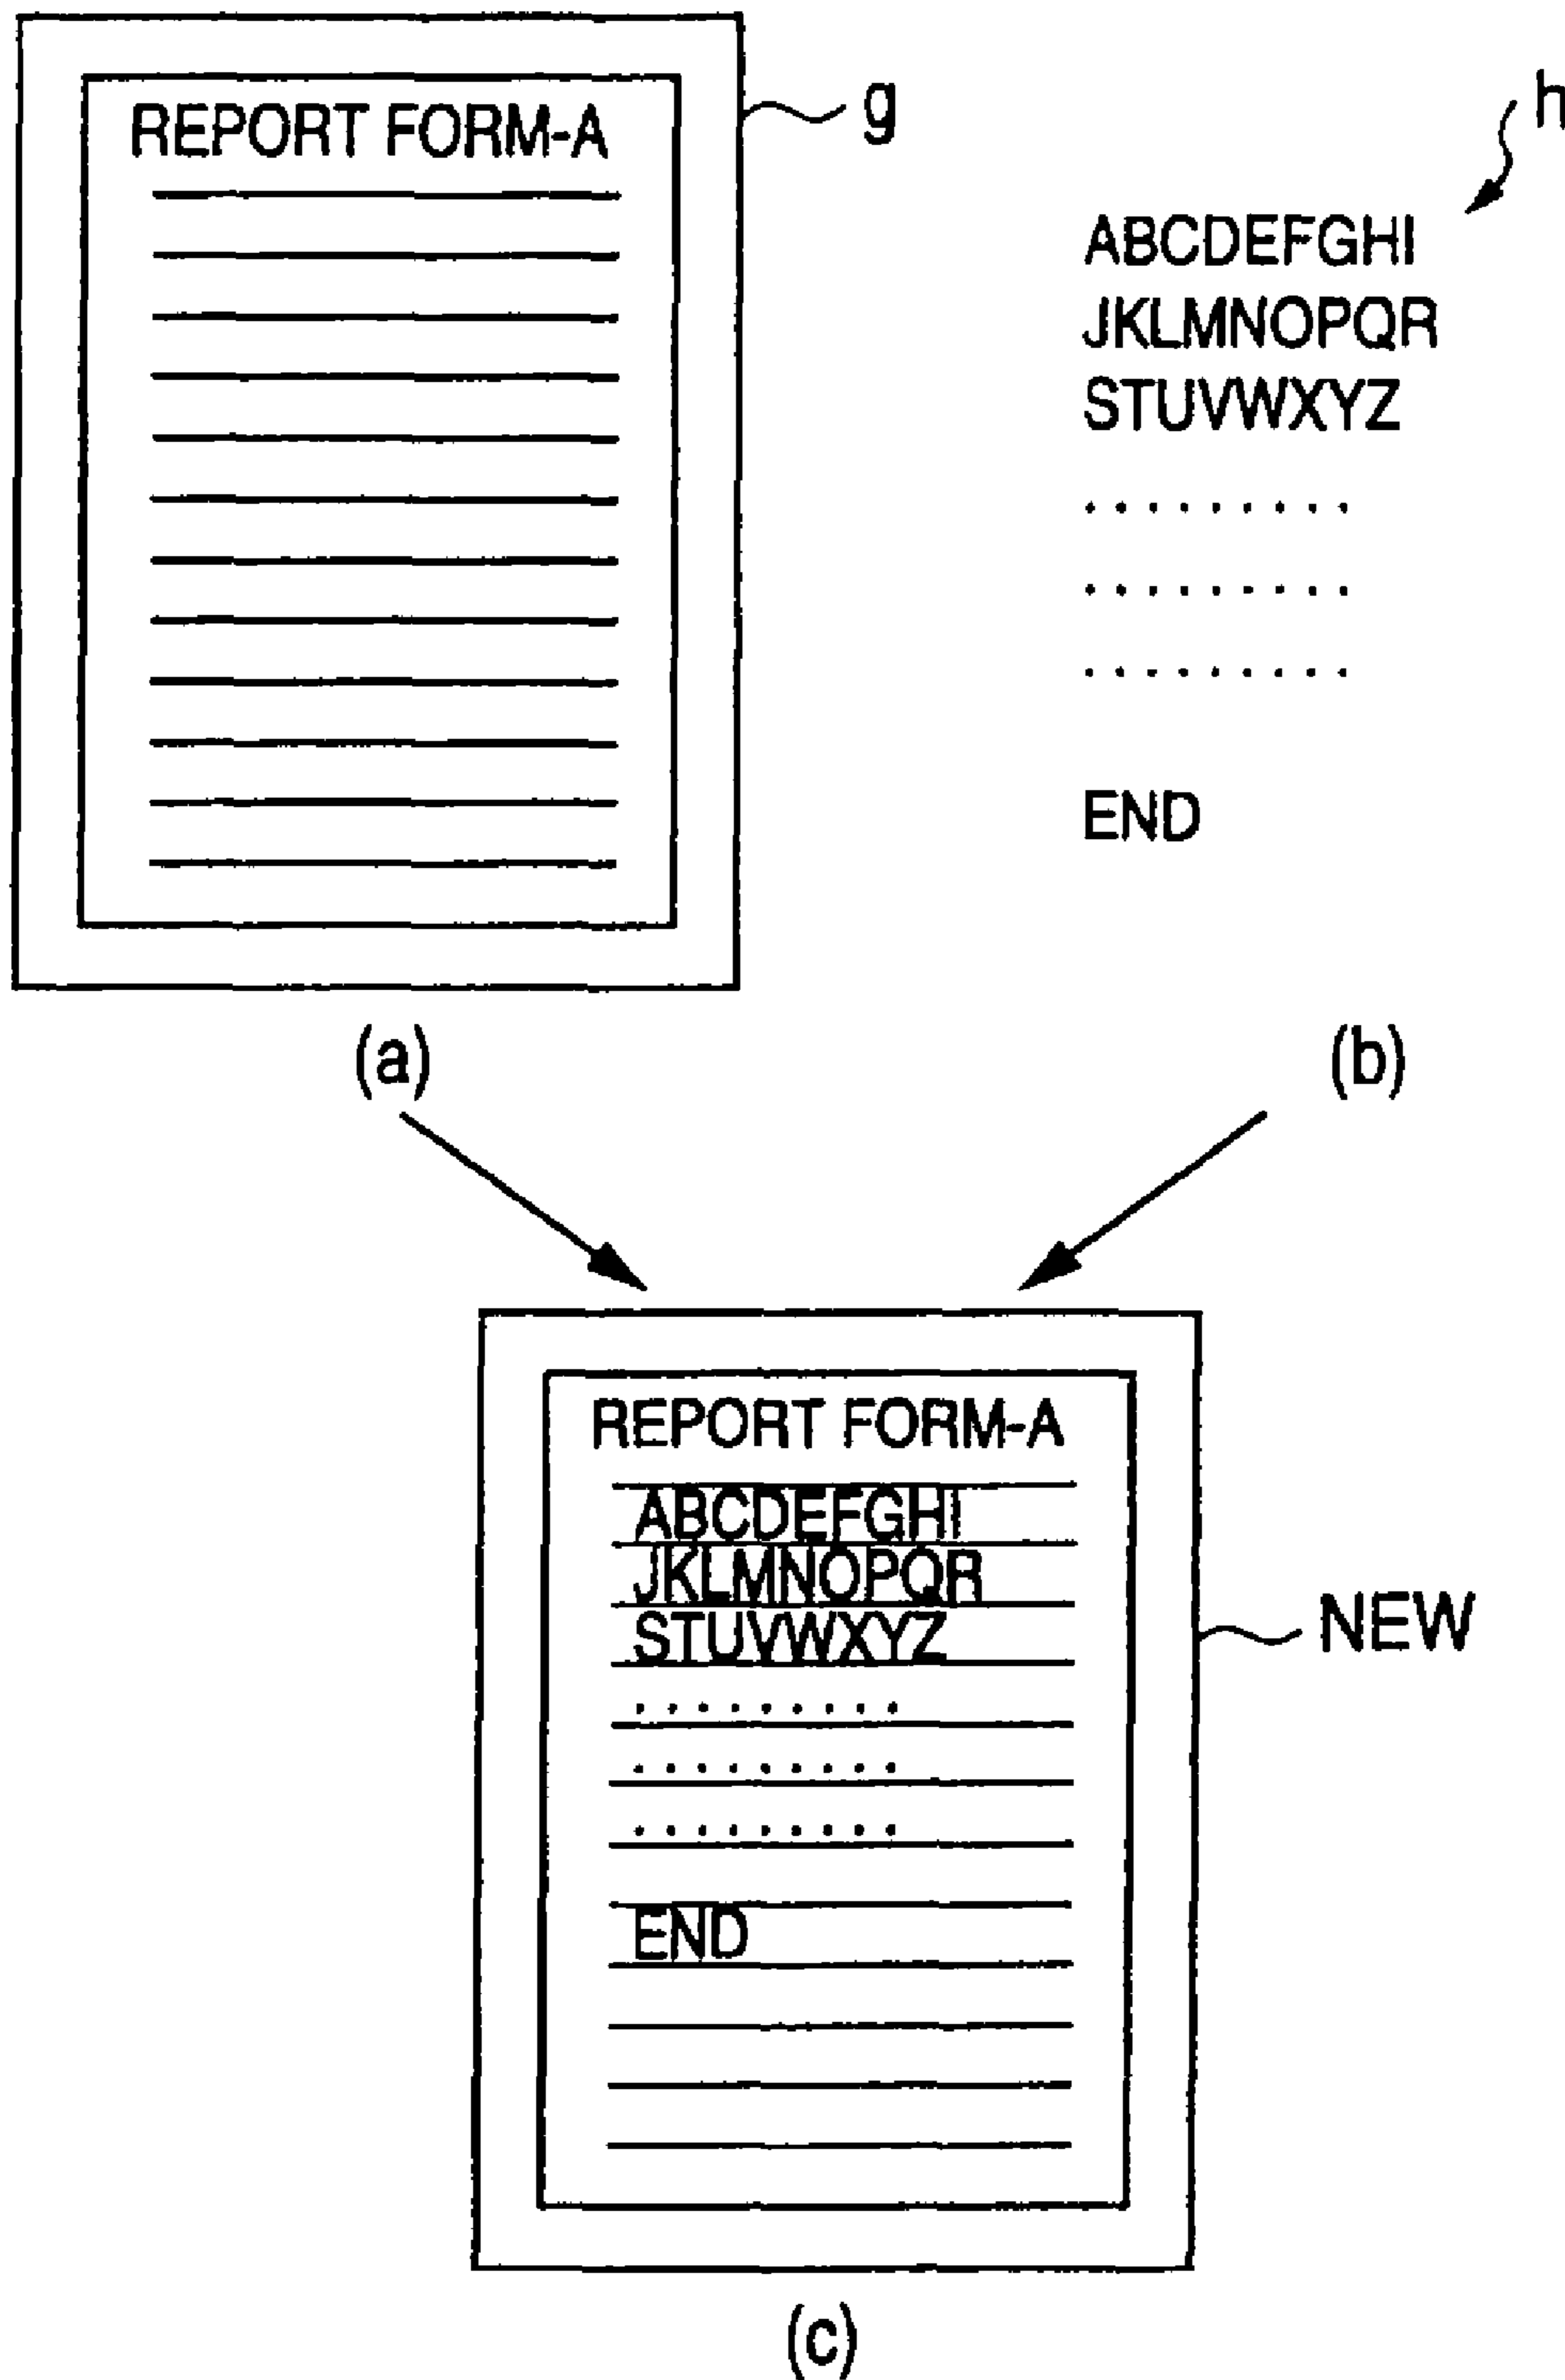 REPORT FORM-A
g
h
ABCDEFGHI
JKLMNOPQR
STUVWXYZ
. . . . . . . . .
. . . . . . . . .
. . . . . . . . .
END
(a)
(b)
REPORT FORM-A
ABCDEFGHI
JKLMNOPQR
STUVWXYZ
. . . . . . . . .
. . . . . . . . .
. . . . . . . . .
END
NEW
(c)